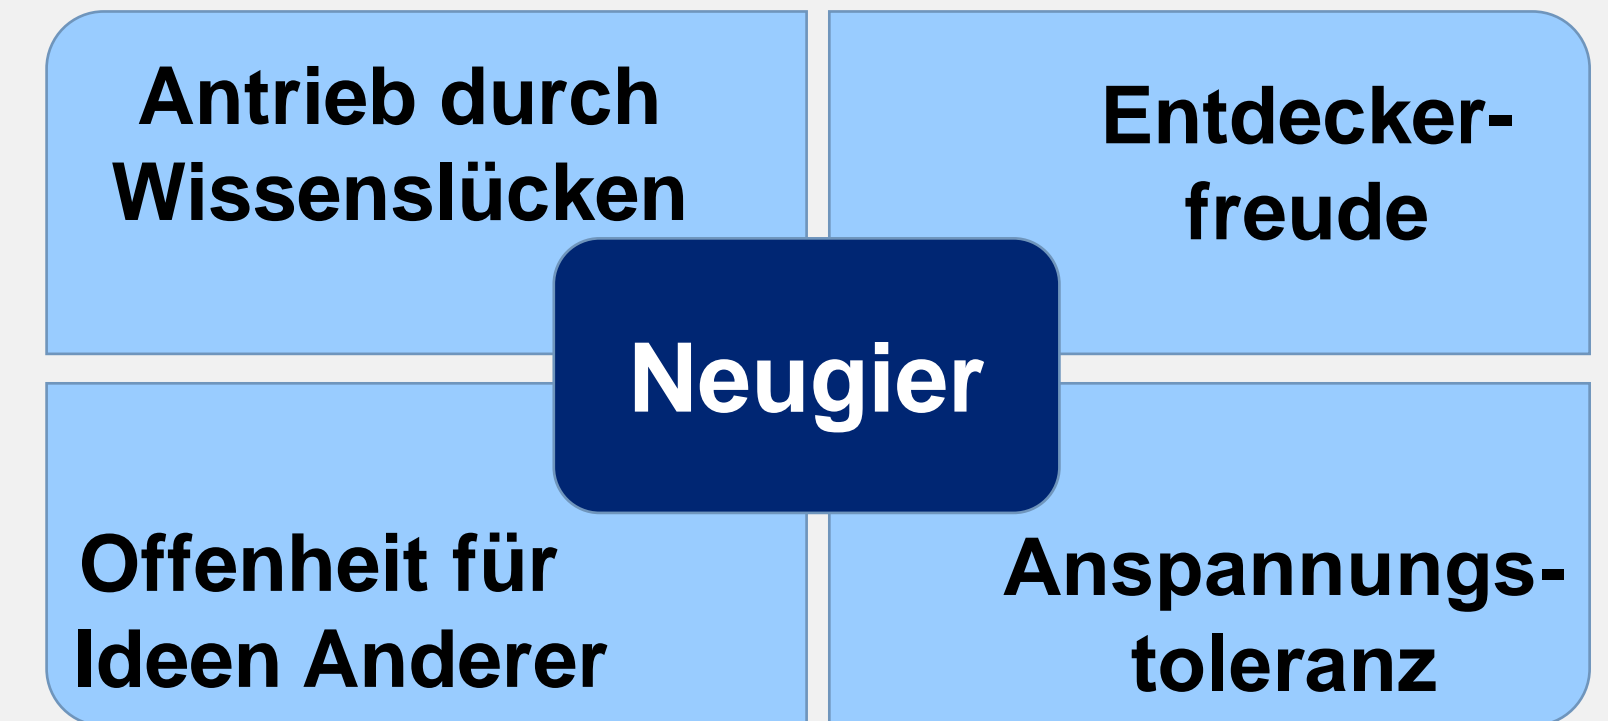 Antrieb durch
Wissenslücken
Entdecker-
freude
Neugier
Offenheit für
Ideen Anderer
Anspannungs-
toleranz